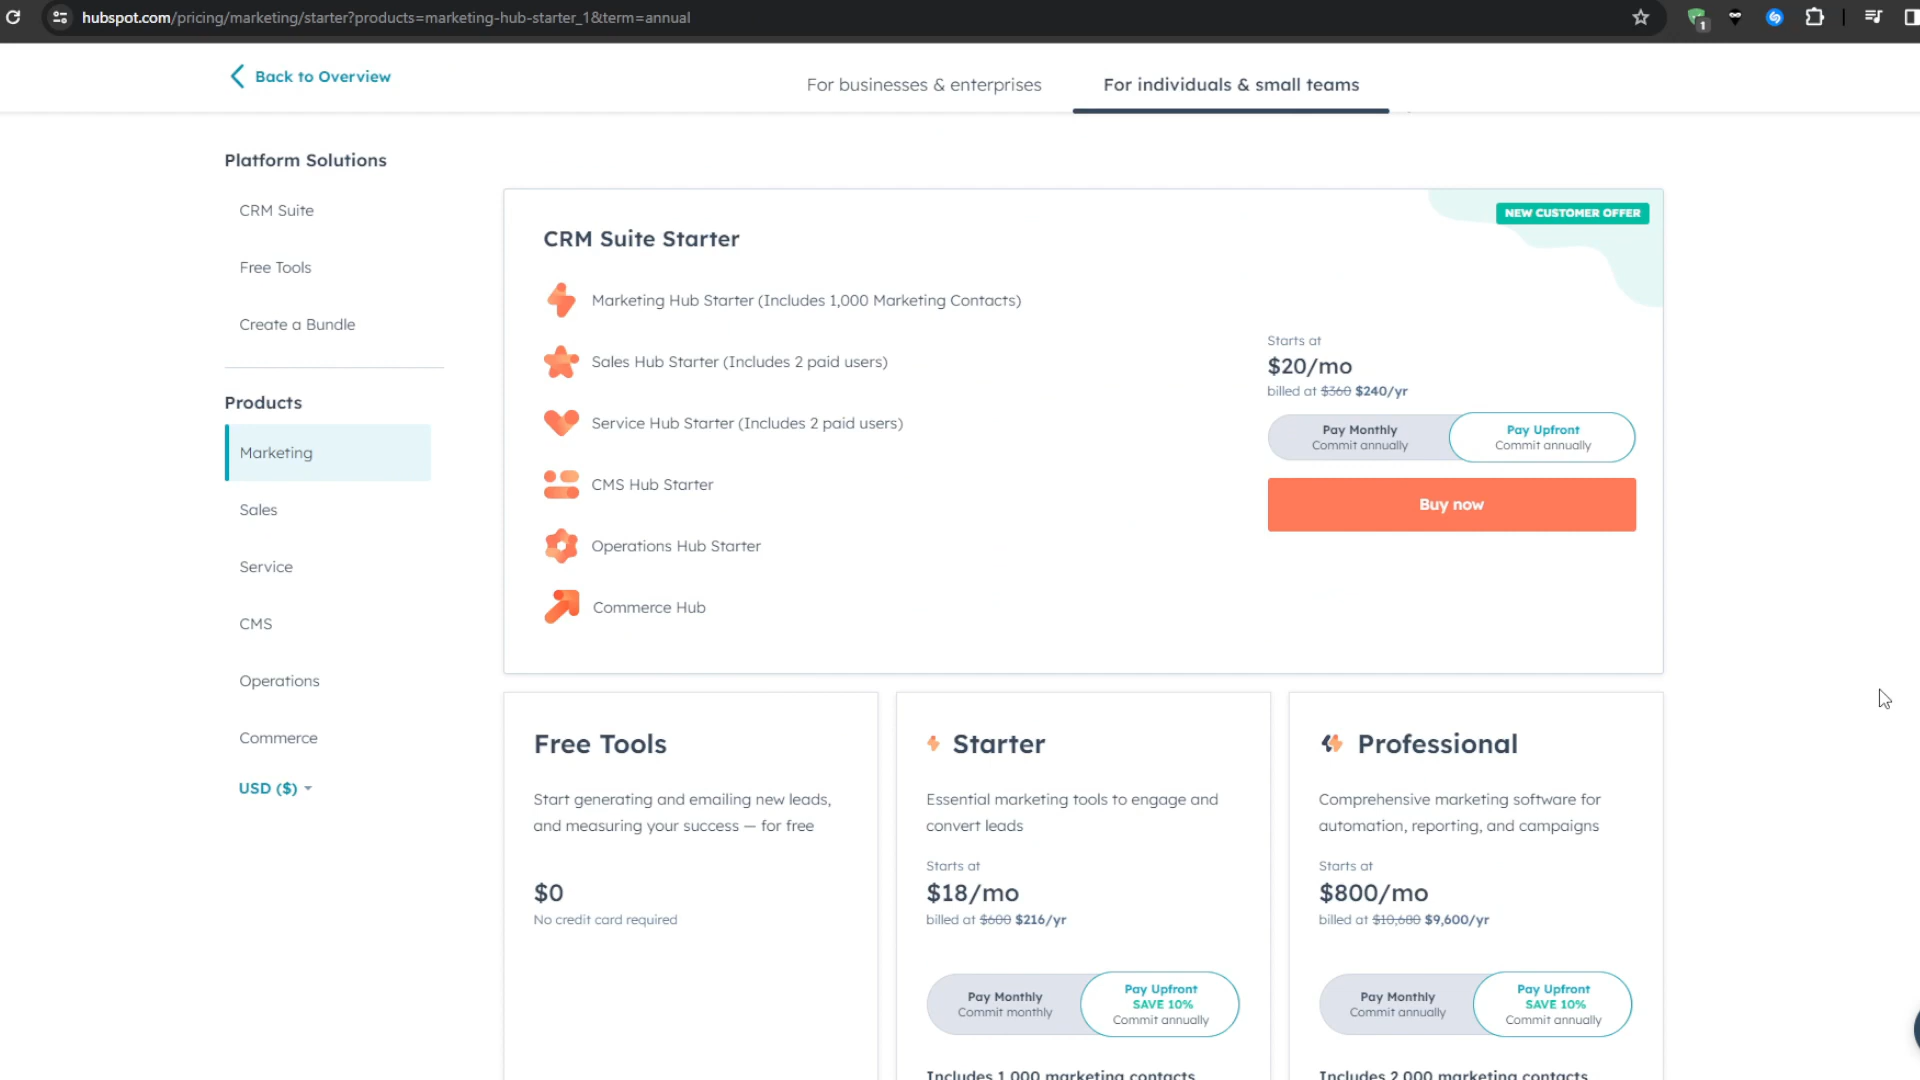 hubspot.com/pricing/marketing/starter?products=marketing-hub-starter_1&term=annual
1
Back to Overview
For businesses & enterprises
For individuals & small teams
Platform Solutions
CRM Suite
Free Tools
Create a Bundle
Products
Marketing
Sales
Service
CMS
Operations
Commerce
USD ($)
NEW CUSTOMER OFFER
CRM Suite Starter
Marketing Hub Starter (Includes 1,000 Marketing Contacts)
Sales Hub Starter (Includes 2 paid users)
Service Hub Starter (Includes 2 paid users)
CMS Hub Starter
Operations Hub Starter
Commerce Hub
Starts at
$20/mo
billed at $360 $240/yr
Pay Monthly
Commit annually
Pay Upfront
Commit annually
Buy now
Free Tools
Start generating and emailing new leads,
and measuring your success — for free
$0
No credit card required
Starter
Essential marketing tools to engage and
convert leads
Starts at
$18/mo
billed at $600 $216/yr
Pay Monthly
Commit monthly
Pay Upfront
SAVE 10%
Commit annually
Includes 1,000 marketing contacts
Professional
Comprehensive marketing software for
automation, reporting, and campaigns
Starts at
$800/mo
billed at $10,680 $9,600/yr
Pay Monthly
Commit annually
Pay Upfront
SAVE 10%
Commit annually
Includes 2,000 marketing contacts